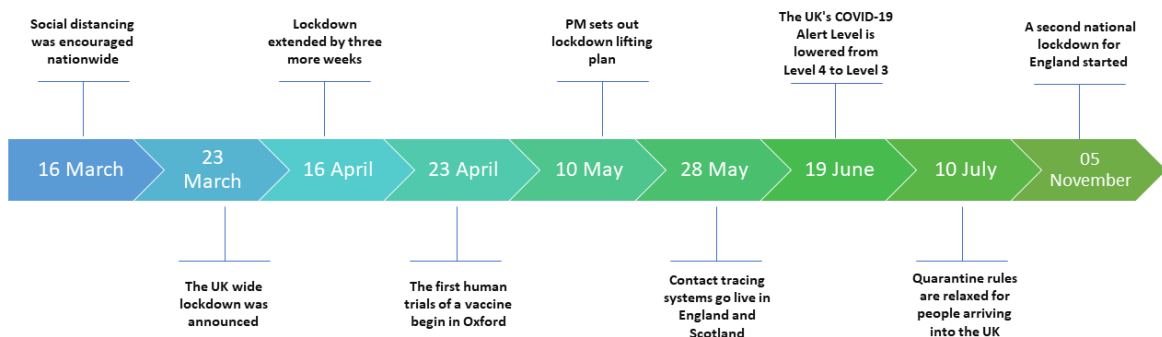 Social distancing
was encouraged
nationwide
Lockdown
extended by three
more weeks
PM sets out
lockdown lifting
plan
The UK's COVID-19
Alert Level is
lowered from
Level 4 to Level 3
A second national
lockdown for
England started
16 March
23
March
16 April
23 April
10 May
28 May
19 June
10 July
05
November
The UK wide
lockdown was
announced
The first human
trials of a vaccine
begin in Oxford
Contact tracing
systems go live in
England and
Scotland
Quarantine rules
are relaxed for
people arriving
into the UK